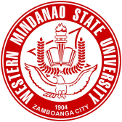 WESTERN MINDANAO STATE UNIVERSITY
1904
ZAMBOANGA CITY